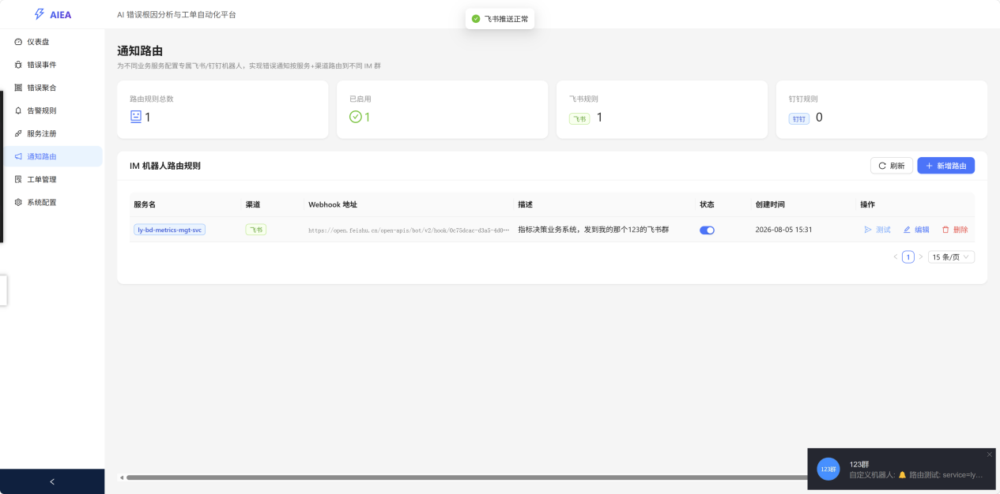 AIEA
AI 错误根因分析与工单自动化平台
飞书推送正常
仪表盘
错误事件
错误聚合
告警规则
服务注册
通知路由
工单管理
系统配置
通知路由
为不同业务服务配置专属飞书/钉钉机器人，实现错误通知按服务+渠道路由到不同 IM 群
路由规则总数
1
已启用
1
飞书规则
飞书 1
钉钉规则
钉钉 0
IM 机器人路由规则
刷新
新增路由
服务名 渠道 Webhook 地址 描述 状态 创建时间 操作
ly-bd-metrics-mgt-svc 飞书 https://open.feishu.cn/open-apis/bot/v2/hook/0c75dcac-d3a5-4d0··· 指标决策业务系统，发到我的那个123的飞书群 2026-08-05 15:31 测试 编辑 删除
1 15 条/页
123群
123群
自定义机器人: 🔔 路由测试: service=ly...